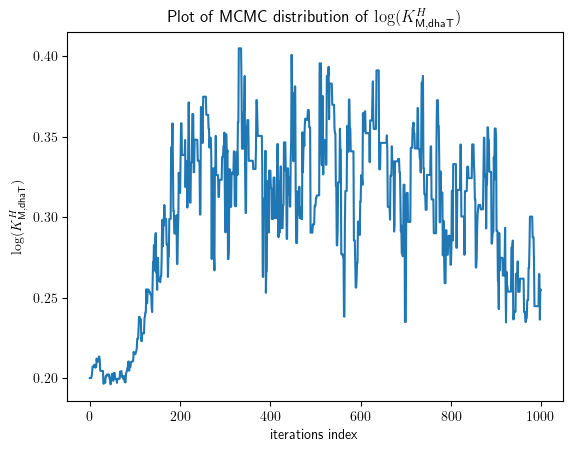 Plot of MCMC distribution of log(K^H_M,dhaT)
0.40
0.35
0.30
0.25
0.20
log(K^H_M,dhaT)
0 200 400 600 800 1000
iterations index